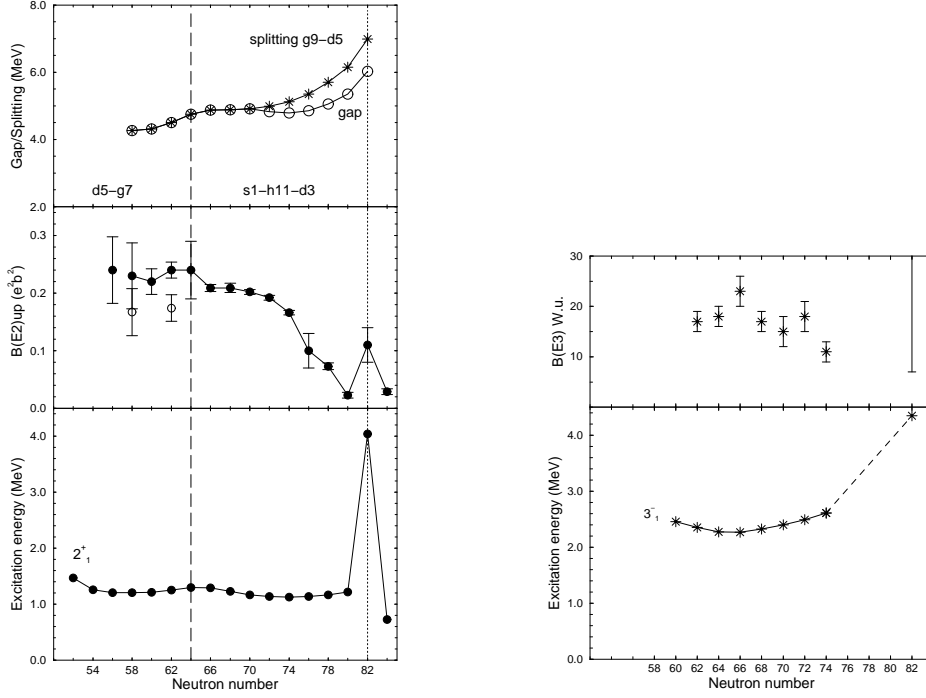 8.0
6.0
4.0
2.0
Gap/Splitting (MeV)
splitting g9−d5
gap
d5−g7
s1−h11−d3
0.3
0.2
0.1
0.0
B(E2)up (e²b²)
4.0
3.0
2.0
1.0
0.0
Excitation energy (MeV)
2⁺₁
54 58 62 66 70 74 78 82
Neutron number
30
20
10
B(E3) W.u.
4.0
3.0
2.0
1.0
0.0
Excitation energy (MeV)
3⁻₁
58 60 62 64 66 68 70 72 74 76 78 82
Neutron number